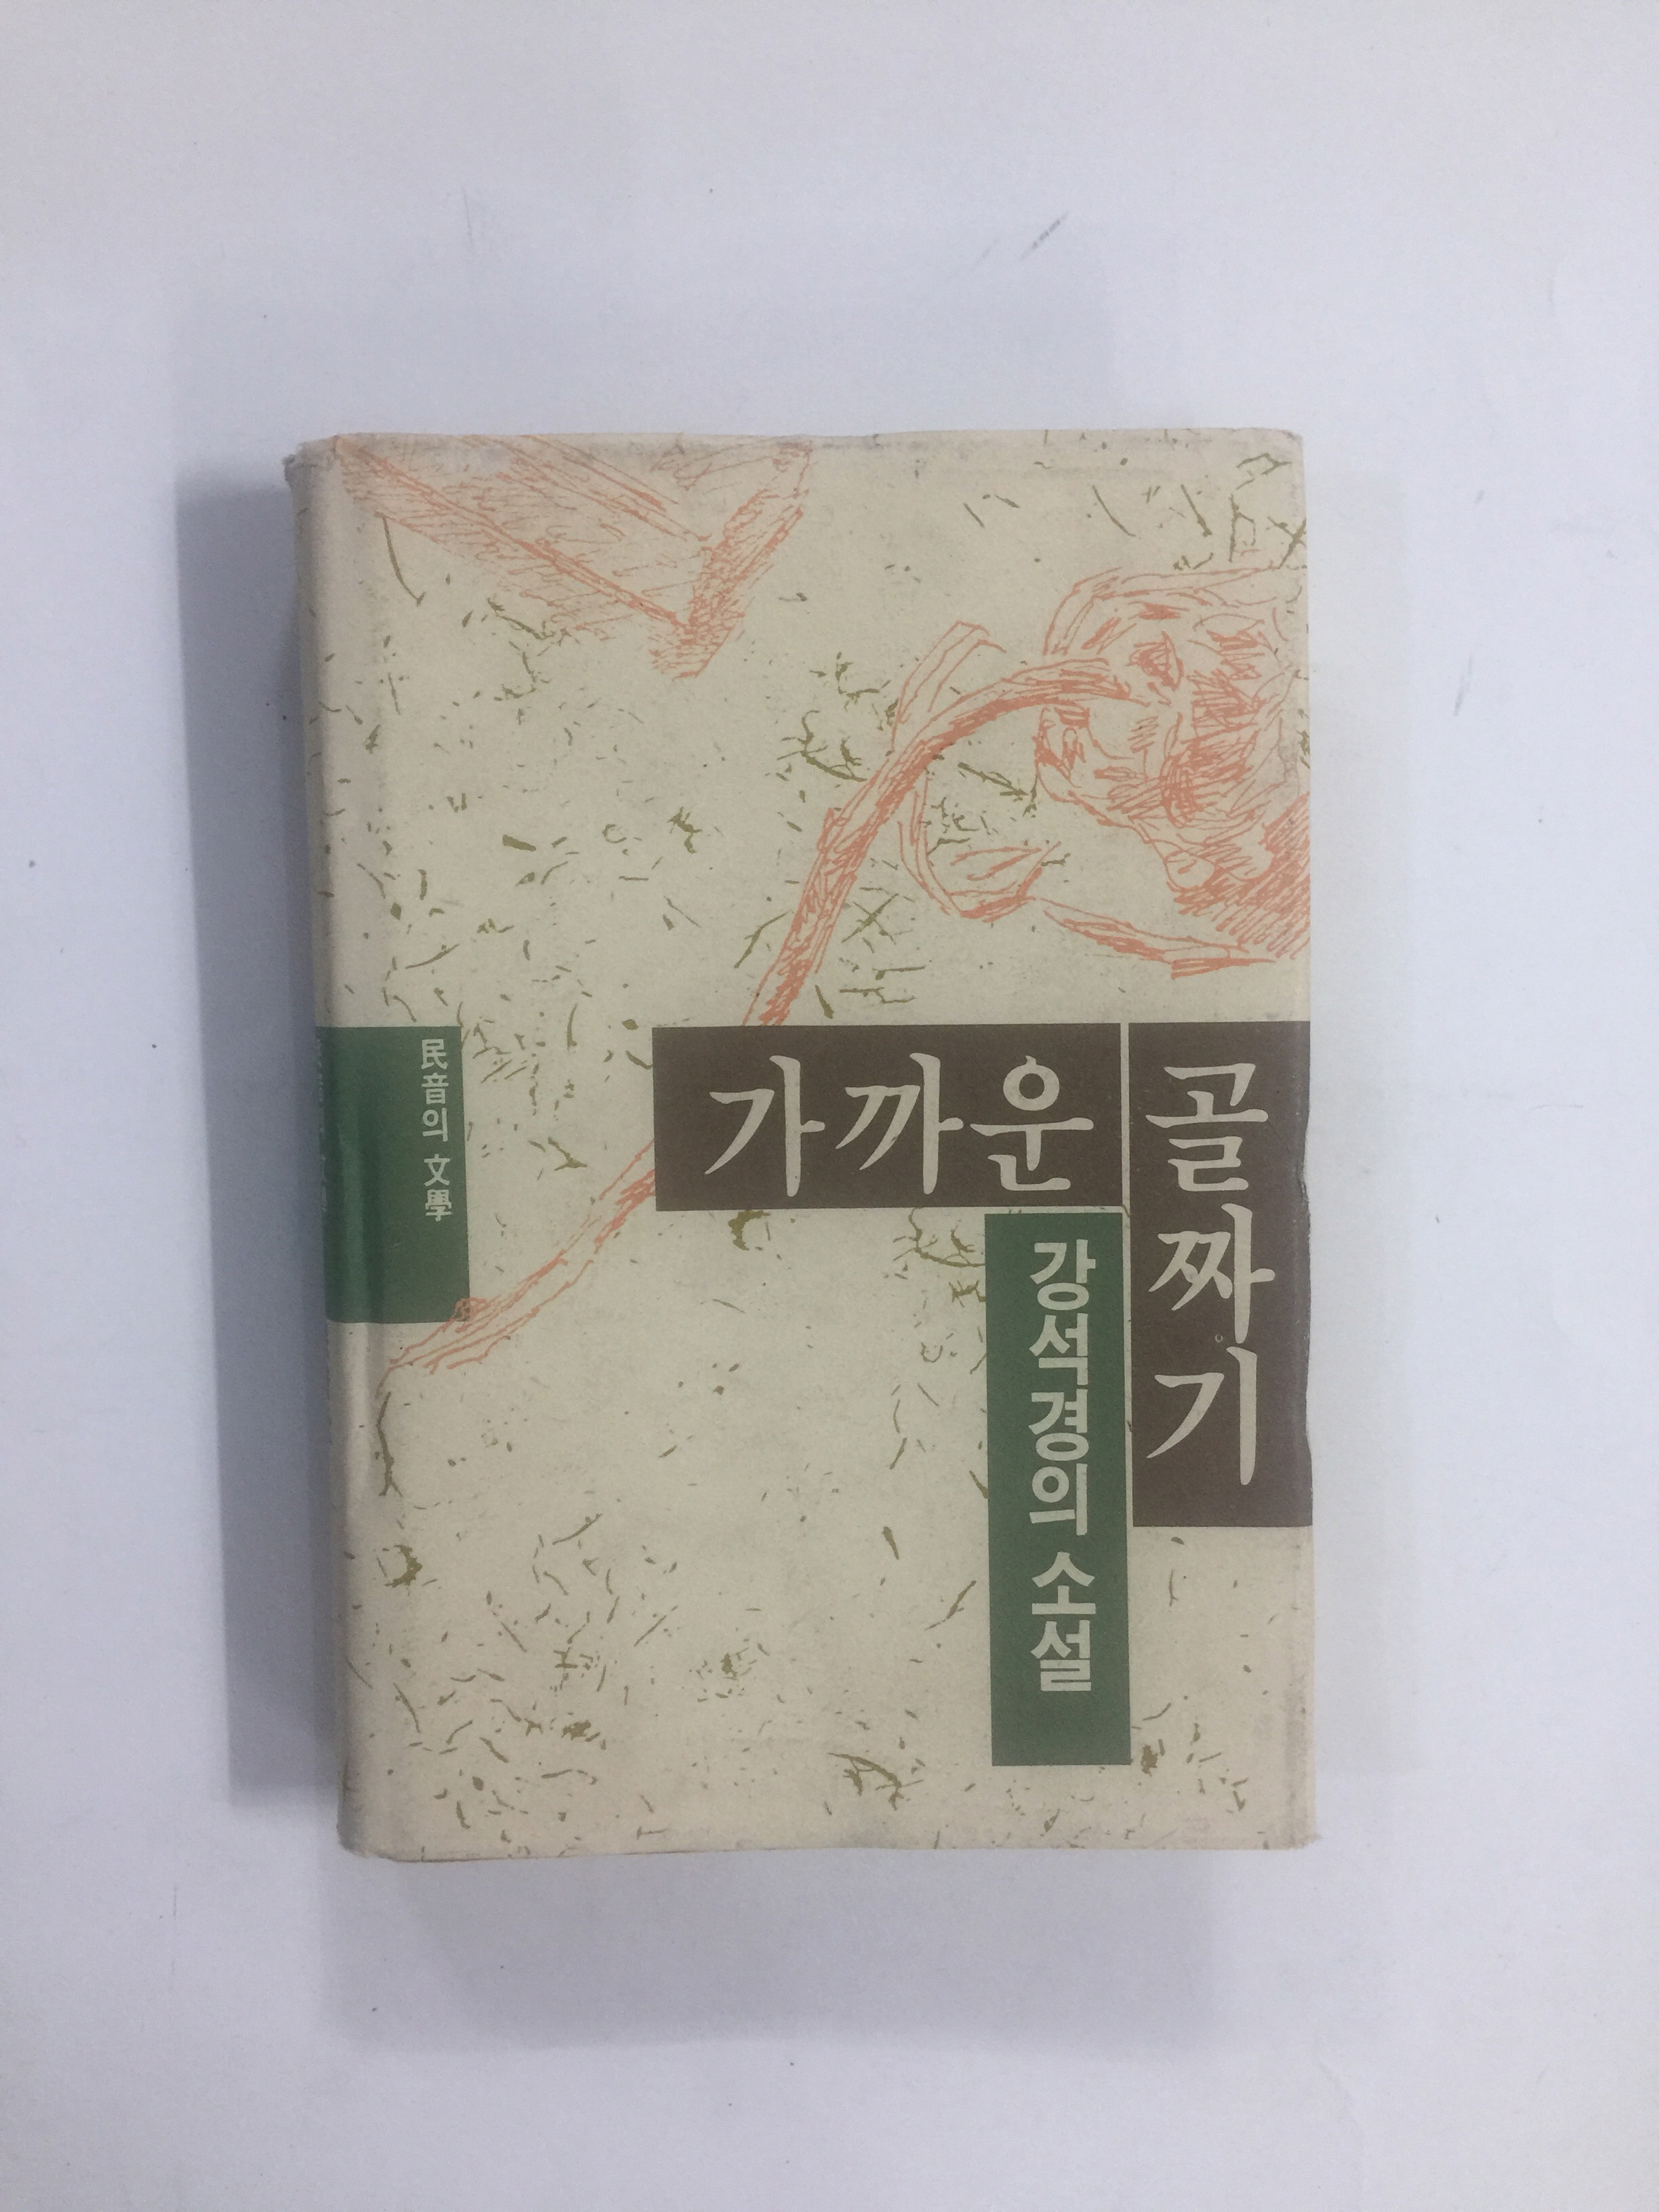 가까운
골짜기
강석경의 소설
民音의 文學